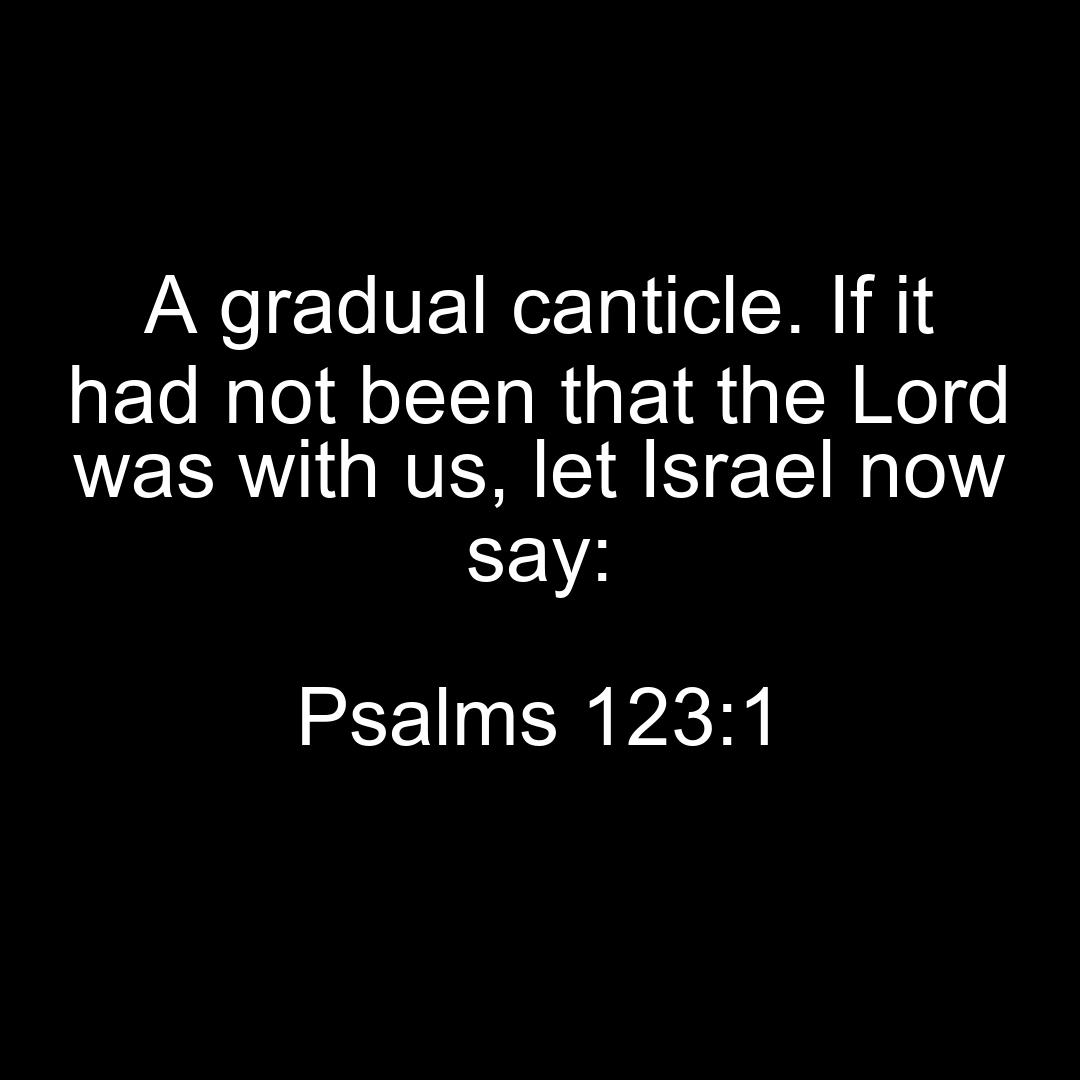 A gradual canticle. If it
had not been that the Lord
was with us, let Israel now
say:
Psalms 123:1